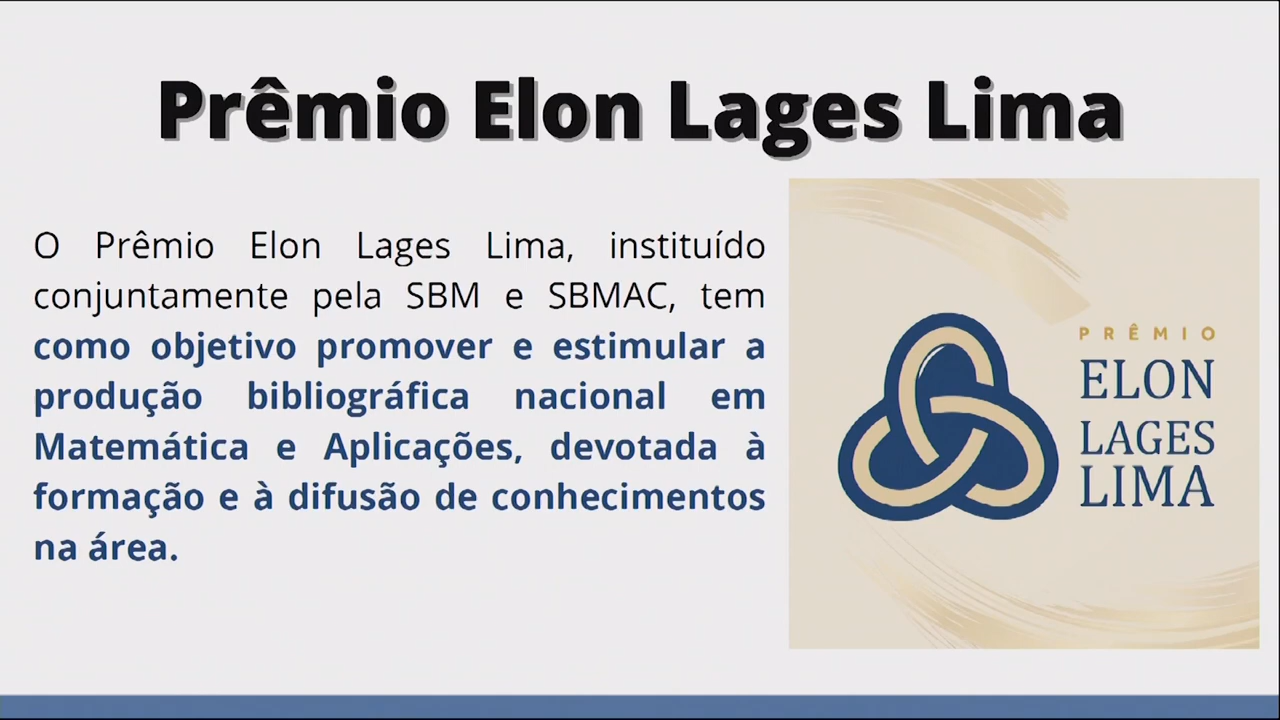 Prêmio Elon Lages Lima
O Prêmio Elon Lages Lima, instituído
conjuntamente pela SBM e SBMAC, tem
como objetivo promover e estimular a
produção bibliográfica nacional em
Matemática e Aplicações, devotada à
formação e à difusão de conhecimentos
na área.
PRÊMIO
ELON
LAGES
LIMA